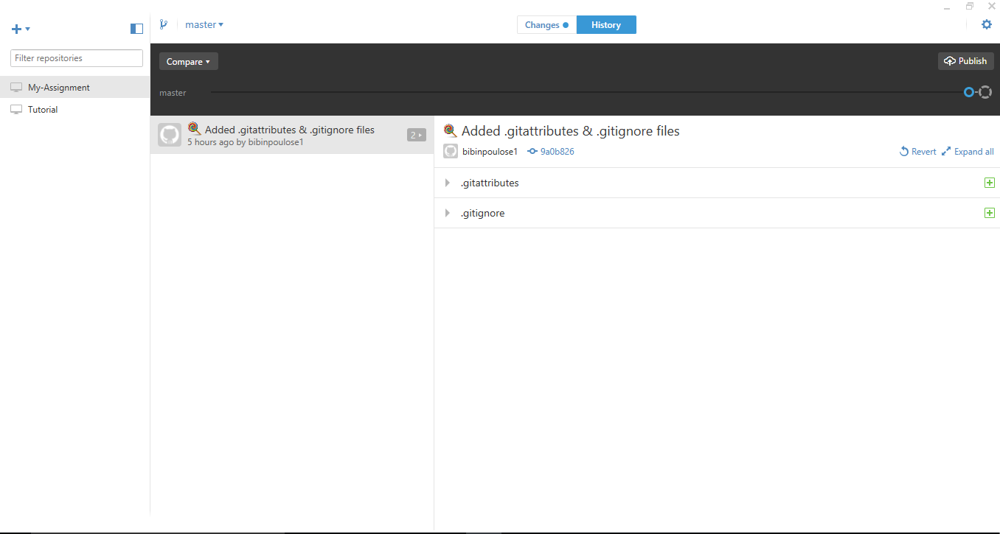 master
Changes
History
Filter repositories
My-Assignment
Tutorial
Compare
Publish
master
Added .gitattributes & .gitignore files
5 hours ago by bibinpoulose1
2
Added .gitattributes & .gitignore files
bibinpoulose1
9a0b826
Revert
Expand all
.gitattributes
.gitignore